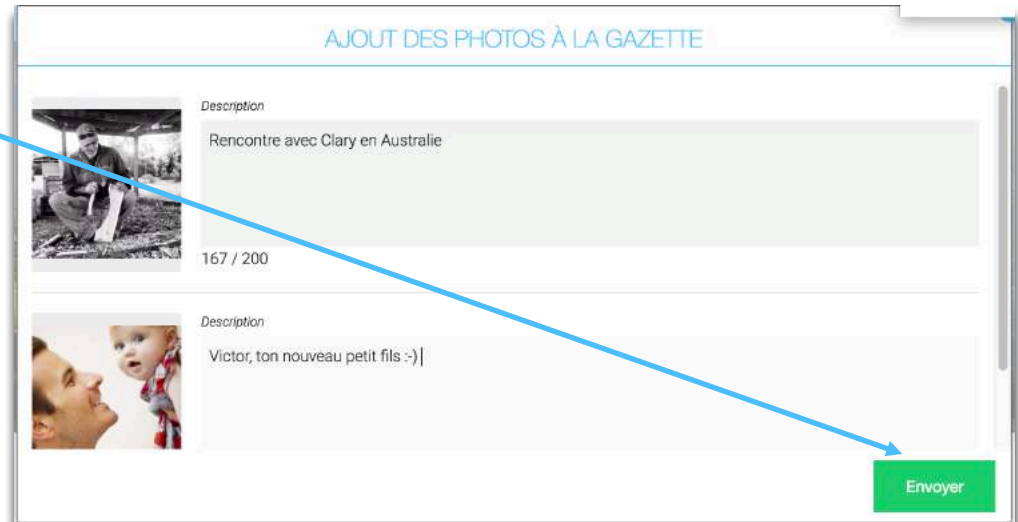 AJOUT DES PHOTOS À LA GAZETTE
Description
Rencontre avec Clary en Australie
167 / 200
Description
Victor, ton nouveau petit fils :-)
Envoyer